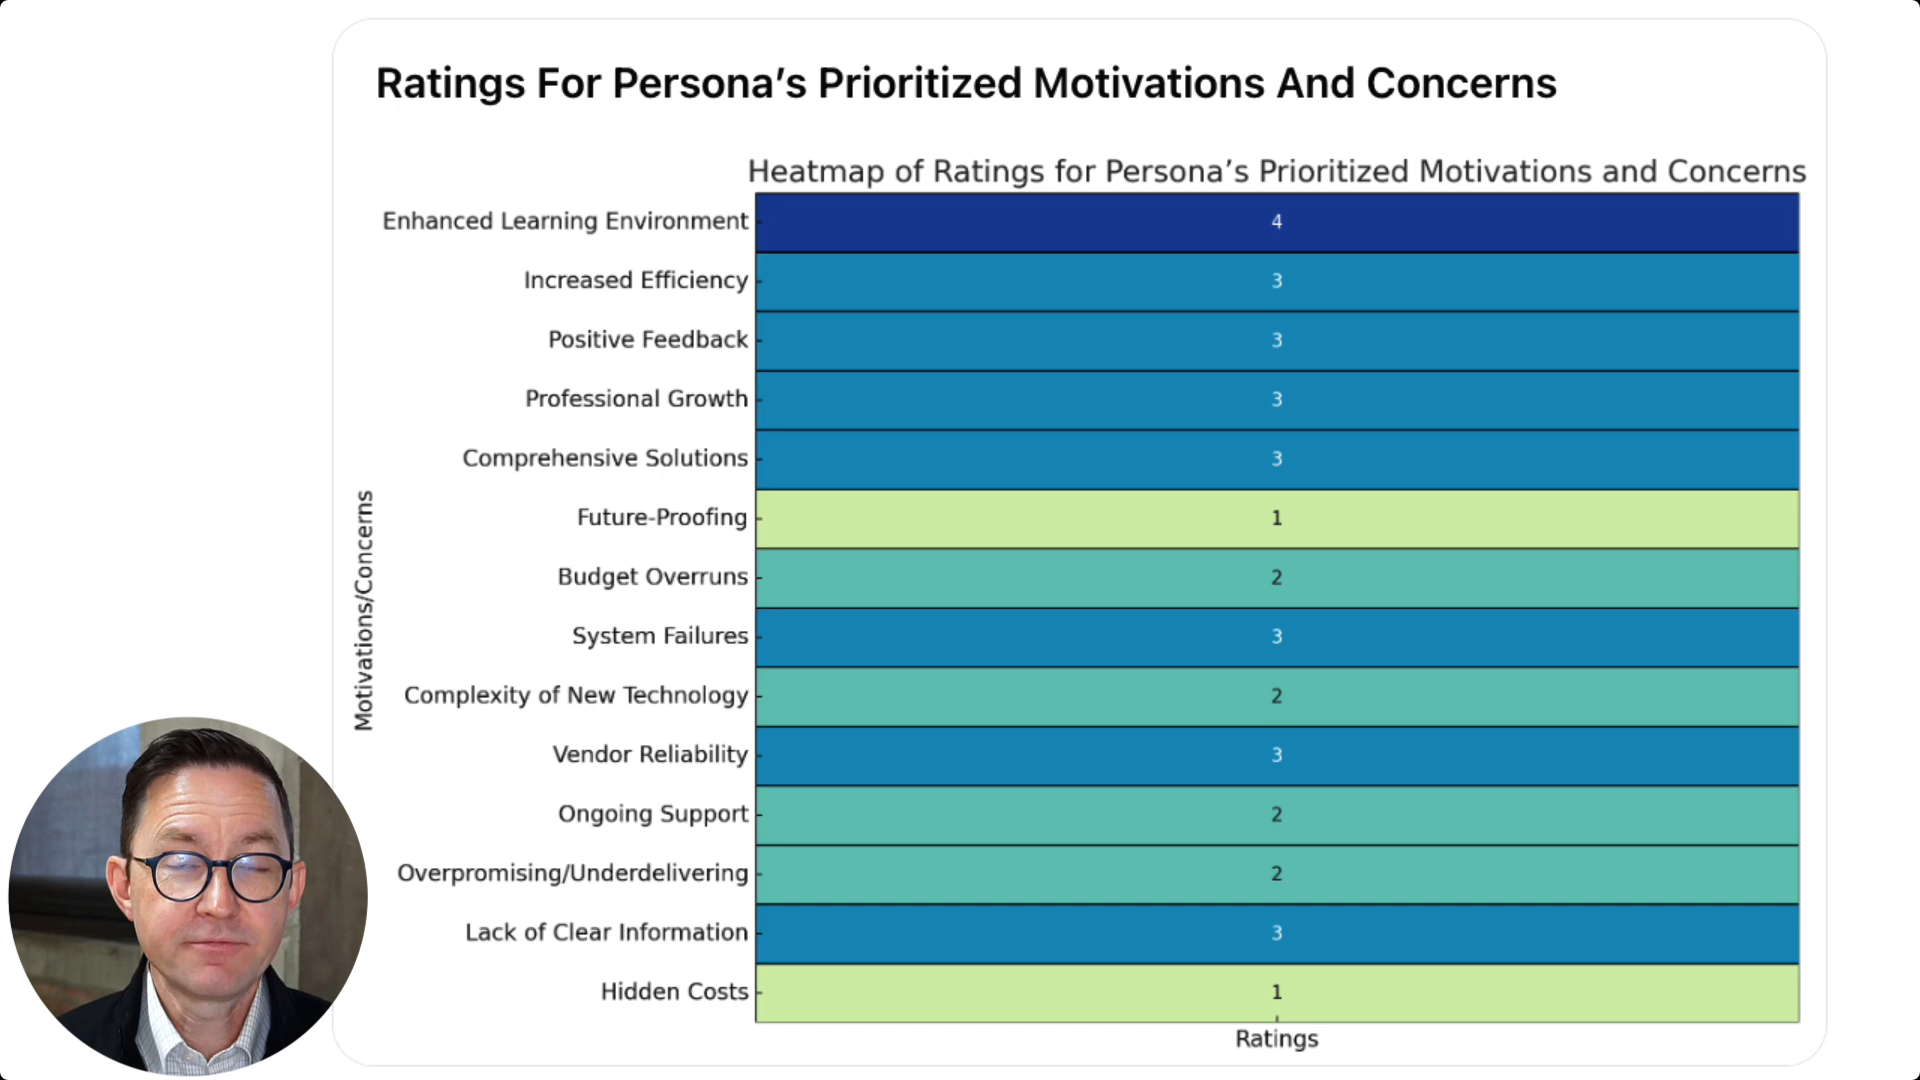 Ratings For Persona’s Prioritized Motivations And Concerns
Heatmap of Ratings for Persona’s Prioritized Motivations and Concerns
Motivations/Concerns
Enhanced Learning Environment 4
Increased Efficiency 3
Positive Feedback 3
Professional Growth 3
Comprehensive Solutions 3
Future-Proofing 1
Budget Overruns 2
System Failures 3
Complexity of New Technology 2
Vendor Reliability 3
Ongoing Support 2
Overpromising/Underdelivering 2
Lack of Clear Information 3
Hidden Costs 1
Ratings